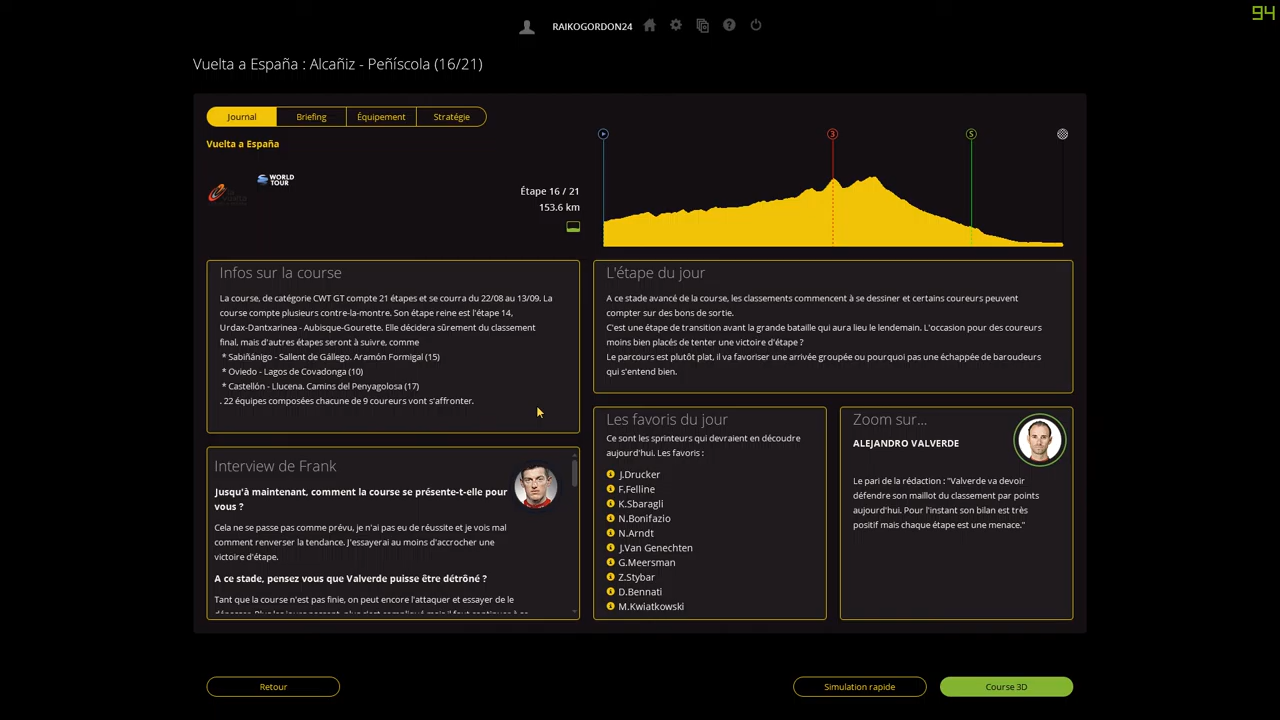 94
RAIKOGORDON24
Vuelta a España : Alcañiz - Peñíscola (16/21)
Journal
Briefing
Équipement
Stratégie
Vuelta a España
WORLD
TOUR
Étape 16 / 21
153.6 km
3
S
Infos sur la course
La course, de catégorie CWT GT compte 21 étapes et se courra du 22/08 au 13/09. La
course compte plusieurs contre-la-montre. Son étape reine est l'étape 14,
Urdax-Dantxarinea - Aubisque-Gourette. Elle décidera sûrement du classement
final, mais d'autres étapes seront à suivre, comme
* Sabiñánigo - Sallent de Gállego. Aramón Formigal (15)
* Oviedo - Lagos de Covadonga (10)
* Castellón - Llucena. Camins del Penyagolosa (17)
. 22 équipes composées chacune de 9 coureurs vont s'affronter.
L'étape du jour
A ce stade avancé de la course, les classements commencent à se dessiner et certains coureurs peuvent
compter sur des bons de sortie.
C'est une étape de transition avant la grande bataille qui aura lieu le lendemain. L'occasion pour des coureurs
moins bien placés de tenter une victoire d'étape ?
Le parcours est plutôt plat, il va favoriser une arrivée groupée ou pourquoi pas une échappée de baroudeurs
qui s'entend bien.
Interview de Frank
Jusqu'à maintenant, comment la course se présente-t-elle pour
vous ?
Cela ne se passe pas comme prévu, je n'ai pas eu de réussite et je vois mal
comment renverser la tendance. J'essayerai au moins d'accrocher une
victoire d'étape.
A ce stade, pensez vous que Valverde puisse être détrôné ?
Tant que la course n'est pas finie, on peut encore l'attaquer et essayer de le
Les favoris du jour
Ce sont les sprinteurs qui devraient en découdre
aujourd'hui. Les favoris :
J.Drucker
F.Felline
K.Sbaragli
N.Bonifazio
N.Arndt
J.Van Genechten
G.Meersman
Z.Stybar
D.Bennati
M.Kwiatkowski
Zoom sur...
ALEJANDRO VALVERDE
Le pari de la rédaction : "Valverde va devoir
défendre son maillot du classement par points
aujourd'hui. Pour l'instant son bilan est très
positif mais chaque étape est une menace."
Retour
Simulation rapide
Course 3D